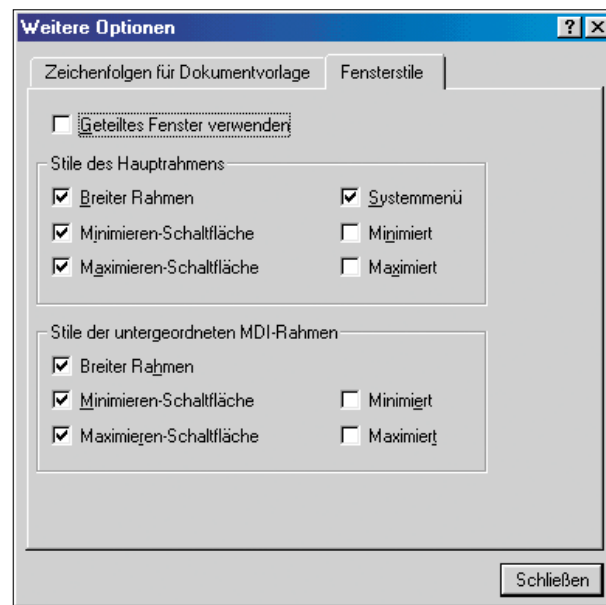 Weitere Optionen
Zeichenfolgen für Dokumentvorlage
Fensterstile
Geteiltes Fenster verwenden
Stile des Hauptrahmens
Breiter Rahmen
Systemmenü
Minimieren-Schaltfläche
Minimiert
Maximieren-Schaltfläche
Maximiert
Stile der untergeordneten MDI-Rahmen
Breiter Rahmen
Minimieren-Schaltfläche
Minimiert
Maximieren-Schaltfläche
Maximiert
Schließen